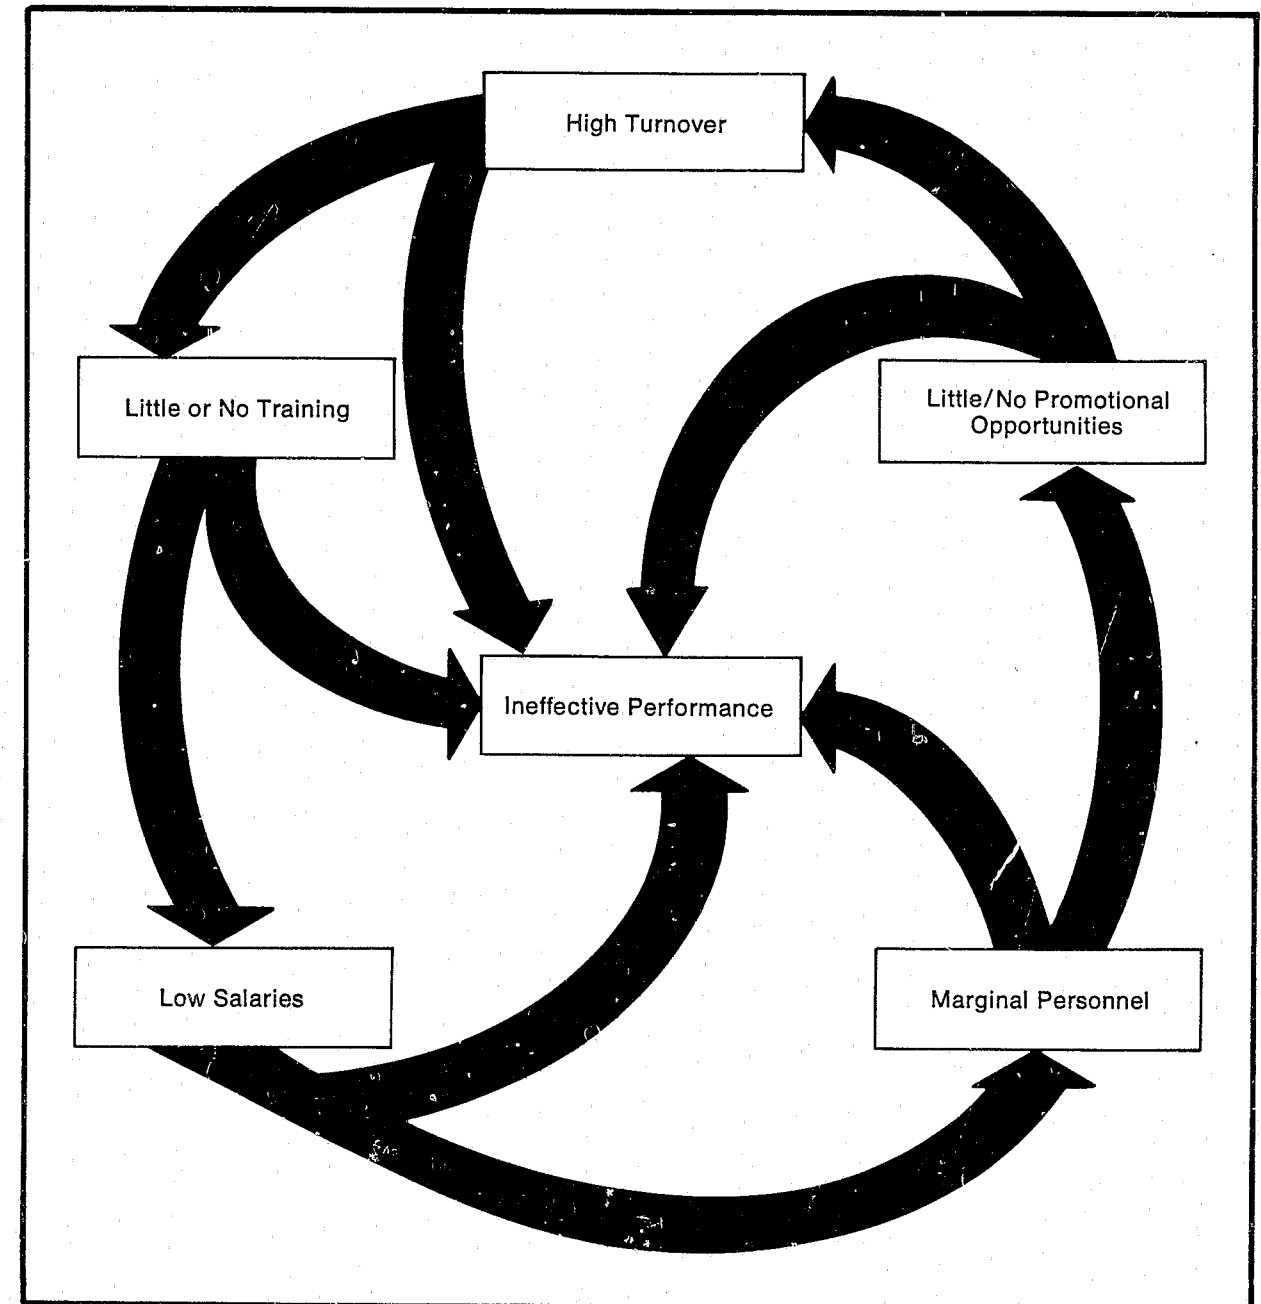 High Turnover
Little or No Training
Little/No Promotional
Opportunities
Ineffective Performance
Low Salaries
Marginal Personnel